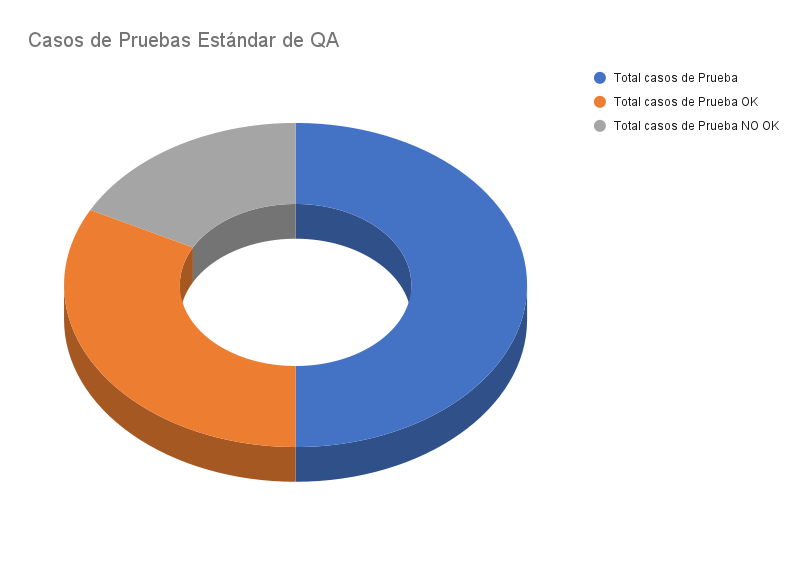 Casos de Pruebas Estándar de QA
Total casos de Prueba
Total casos de Prueba OK
Total casos de Prueba NO OK